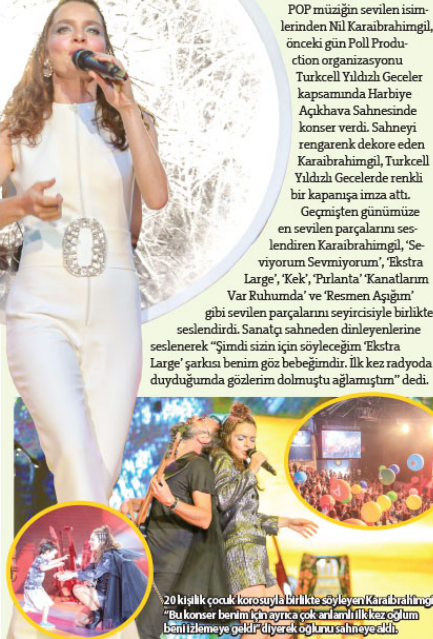 POP müziğin sevilen isim-
lerinden Nil Karaibrahimgil,
önceki gün Poll Produ-
ction organizasyonu
Turkcell Yıldızlı Geceler
kapsamında Harbiye
Açıkhava Sahnesinde
konser verdi. Sahneyi
rengarenk dekore eden
Karaibrahimgil, Turkcell
Yıldızlı Gecelerde renkli
bir kapanışa imza attı.
Geçmişten günümüze
en sevilen parçalarını ses-
lendiren Karaibrahimgil, ‘Se-
viyorum Sevmiyorum’, ‘Ekstra
Large’, ‘Kek’, ‘Pırlanta’ ‘Kanatlarım
Var Ruhumda’ ve ‘Resmen Aşığım’
gibi sevilen parçalarını seyircisiyle birlikte
seslendirdi. Sanatçı sahneden dinleyenlerine
seslenerek “Şimdi sizin için söyleceğim ‘Ekstra
Large’ şarkısı benim göz bebeğimdir. İlk kez radyoda
duyduğumda gözlerim dolmuştu ağlamıştım” dedi.
20 kişilik çocuk korosuyla birlikte söyleyen Karaibrahimgi
“Bu konser benim için ayrıca çok anlamlı ilk kez oğlum
beni izlemeye geldi” diyerek oğlunu sahneye aldı.